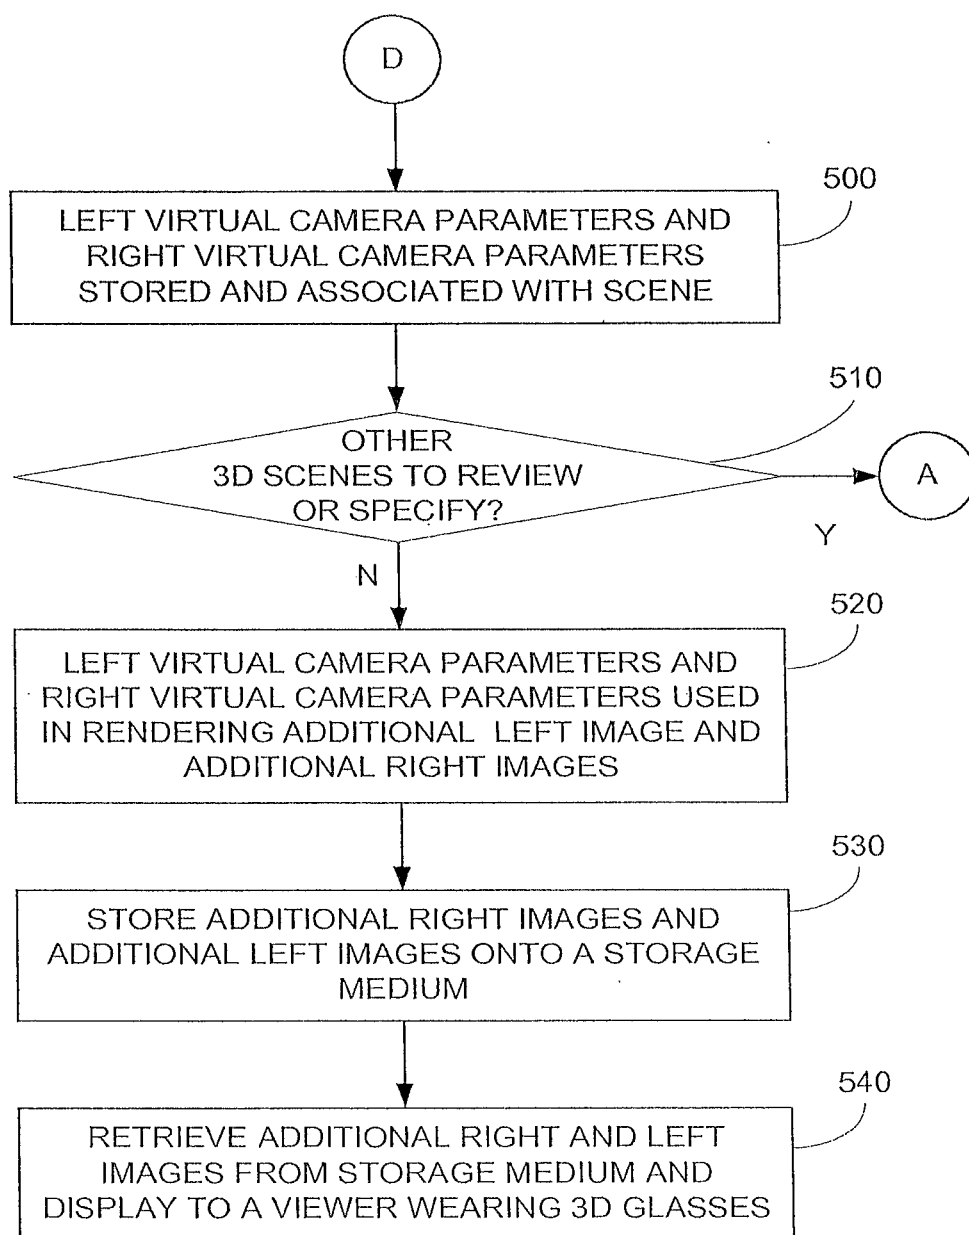 D
500
LEFT VIRTUAL CAMERA PARAMETERS AND
RIGHT VIRTUAL CAMERA PARAMETERS
STORED AND ASSOCIATED WITH SCENE
510
OTHER
3D SCENES TO REVIEW
OR SPECIFY?
A
Y
N
520
LEFT VIRTUAL CAMERA PARAMETERS AND
RIGHT VIRTUAL CAMERA PARAMETERS USED
IN RENDERING ADDITIONAL LEFT IMAGE AND
ADDITIONAL RIGHT IMAGES
530
STORE ADDITIONAL RIGHT IMAGES AND
ADDITIONAL LEFT IMAGES ONTO A STORAGE
MEDIUM
540
RETRIEVE ADDITIONAL RIGHT AND LEFT
IMAGES FROM STORAGE MEDIUM AND
DISPLAY TO A VIEWER WEARING 3D GLASSES